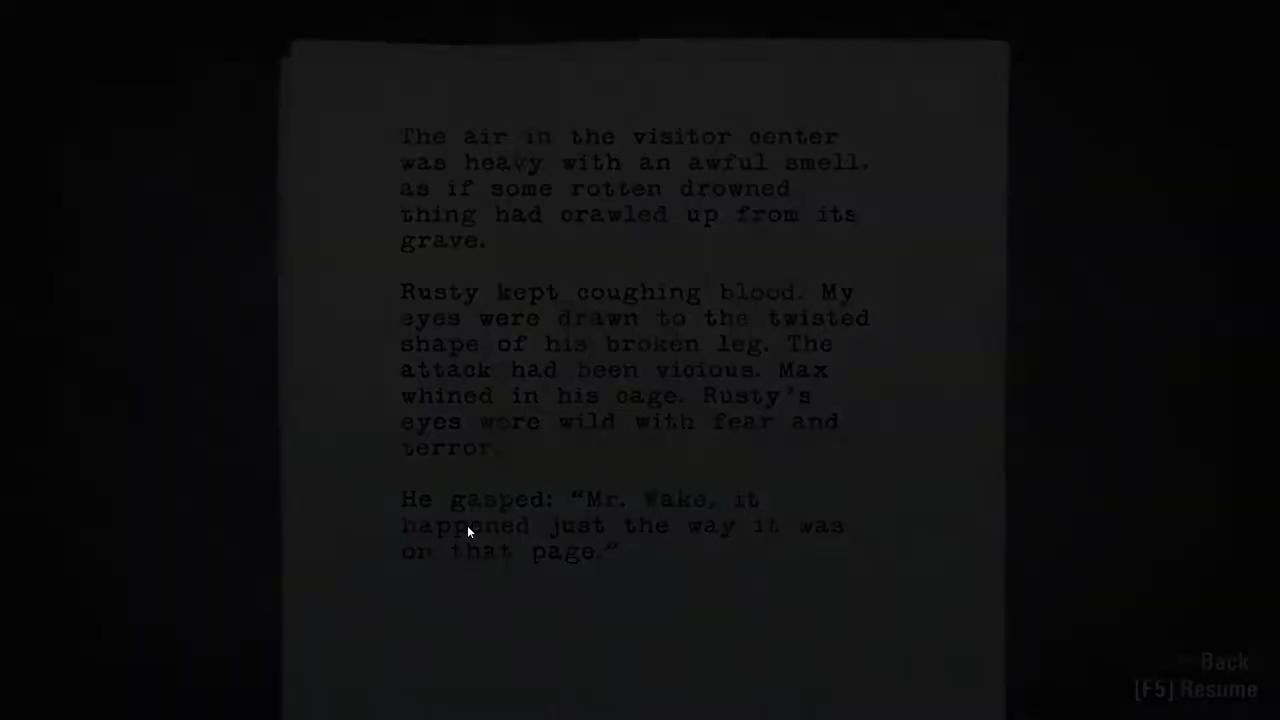 The air in the visitor center
was heavy with an awful smell,
as if some rotten drowned
thing had crawled up from its
grave.
Rusty kept coughing blood. My
eyes were drawn to the twisted
shape of his broken leg. The
attack had been vicious. Max
whined in his cage. Rusty's
eyes were wild with fear and
terror.
He gasped: “Mr. Wake, it
happened just the way it was
on that page.”
Back
[F5] Resume